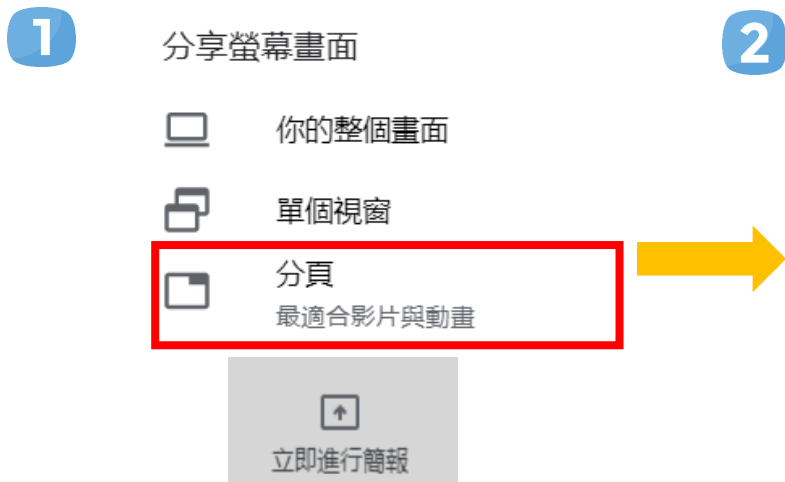 1
分享螢幕畫面
2
你的整個畫面
單個視窗
分頁
最適合影片與動畫
立即進行簡報